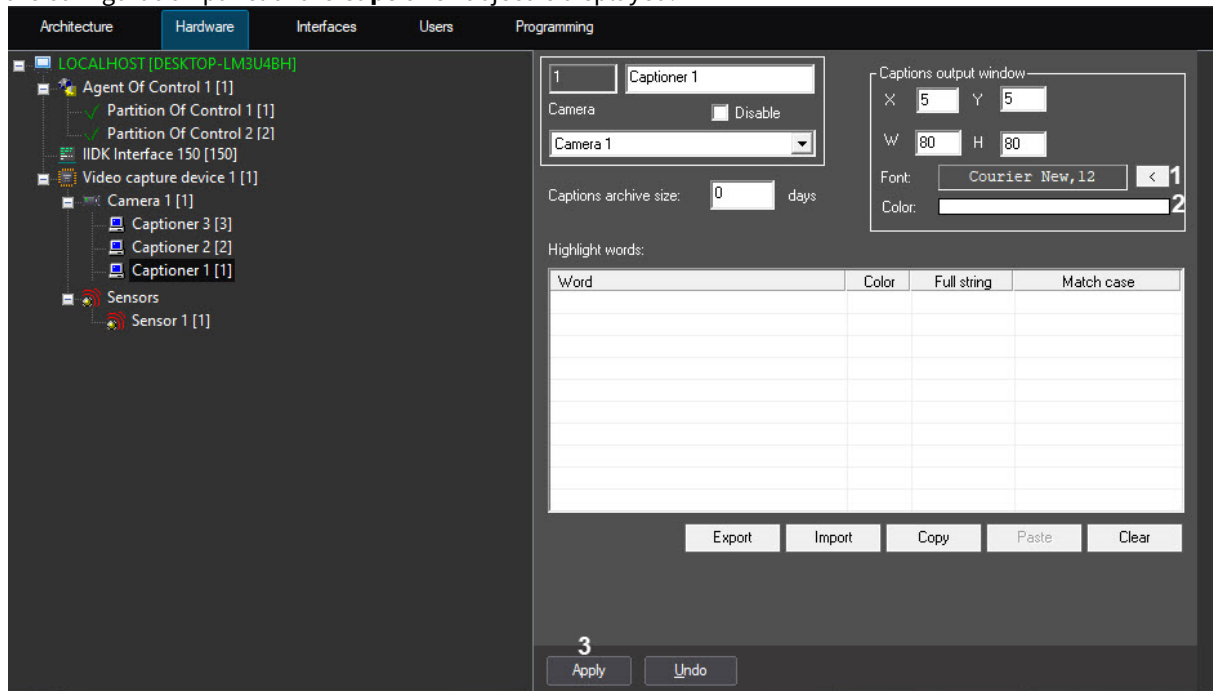 Architecture Hardware Interfaces Users Programming
LOCALHOST [DESKTOP-LM3U4BH]
Agent Of Control 1 [1]
Partition Of Control 1 [1]
Partition Of Control 2 [2]
IIDK Interface 150 [150]
Video capture device 1 [1]
Camera 1 [1]
Captioner 3 [3]
Captioner 2 [2]
Captioner 1 [1]
Sensors
Sensor 1 [1]
1 Captioner 1
Camera Disable
Camera 1
Captions archive size: 0 days
Captions output window
X 5 Y 5
W 80 H 80
Font: Courier New,12 < 1
Color: 2
Highlight words:
Word Color Full string Match case
Export Import Copy Paste Clear
3
Apply Undo